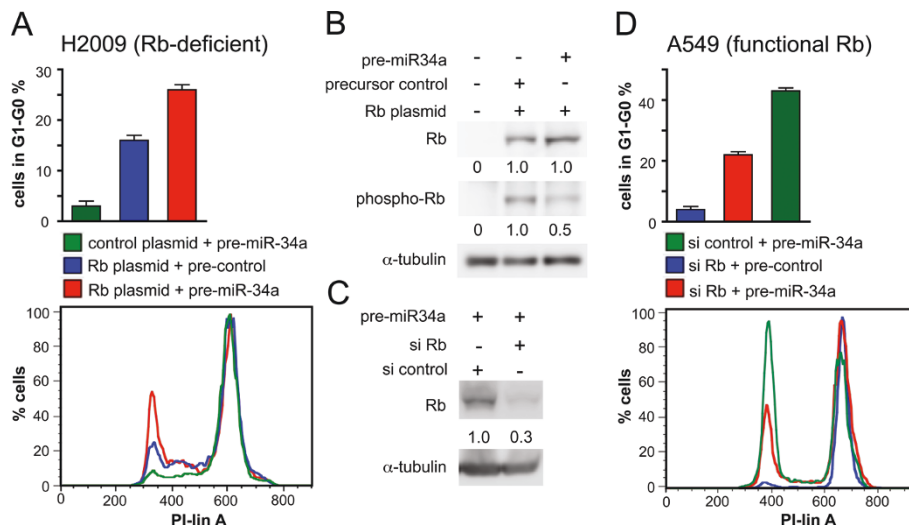 A
H2009 (Rb-deficient)
cells in G1-G0 %
30
20
10
0
control plasmid + pre-miR-34a
Rb plasmid + pre-control
Rb plasmid + pre-miR-34a
% cells
100
80
60
40
20
0
0 200 400 600 800
PI-lin A
B
pre-miR34a - - +
precursor control - + -
Rb plasmid - + +
Rb
0 1.0 1.0
phospho-Rb
0 1.0 0.5
α-tubulin
C
pre-miR34a + +
si Rb - +
si control + -
Rb
1.0 0.3
α-tubulin
D
A549 (functional Rb)
cells in G1-G0 %
40
20
0
si control + pre-miR-34a
si Rb + pre-control
si Rb + pre-miR-34a
% cells
100
80
60
40
20
0
0 200 400 600 800
PI-lin A